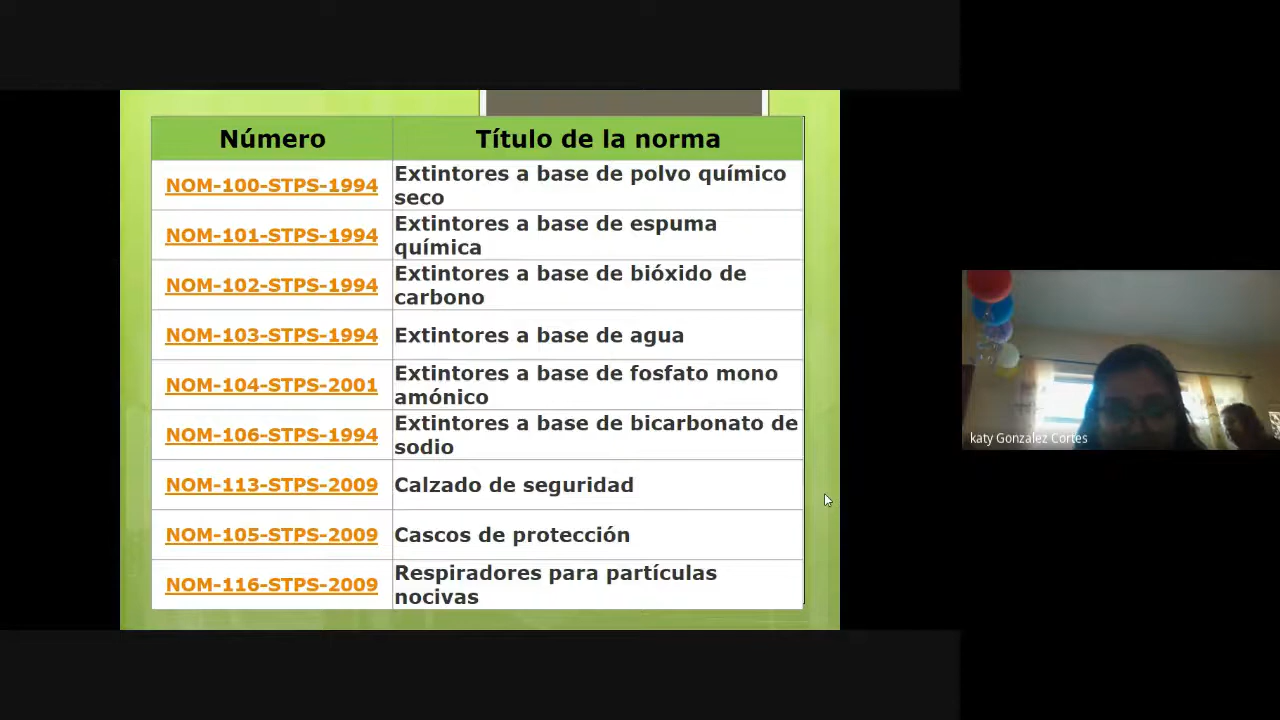 Número Título de la norma
NOM-100-STPS-1994 Extintores a base de polvo químico
seco
NOM-101-STPS-1994 Extintores a base de espuma
química
NOM-102-STPS-1994 Extintores a base de bióxido de
carbono
NOM-103-STPS-1994 Extintores a base de agua
NOM-104-STPS-2001 Extintores a base de fosfato mono
amónico
NOM-106-STPS-1994 Extintores a base de bicarbonato de
sodio
NOM-113-STPS-2009 Calzado de seguridad
NOM-105-STPS-2009 Cascos de protección
NOM-116-STPS-2009 Respiradores para partículas
nocivas
katy Gonzalez Cortes